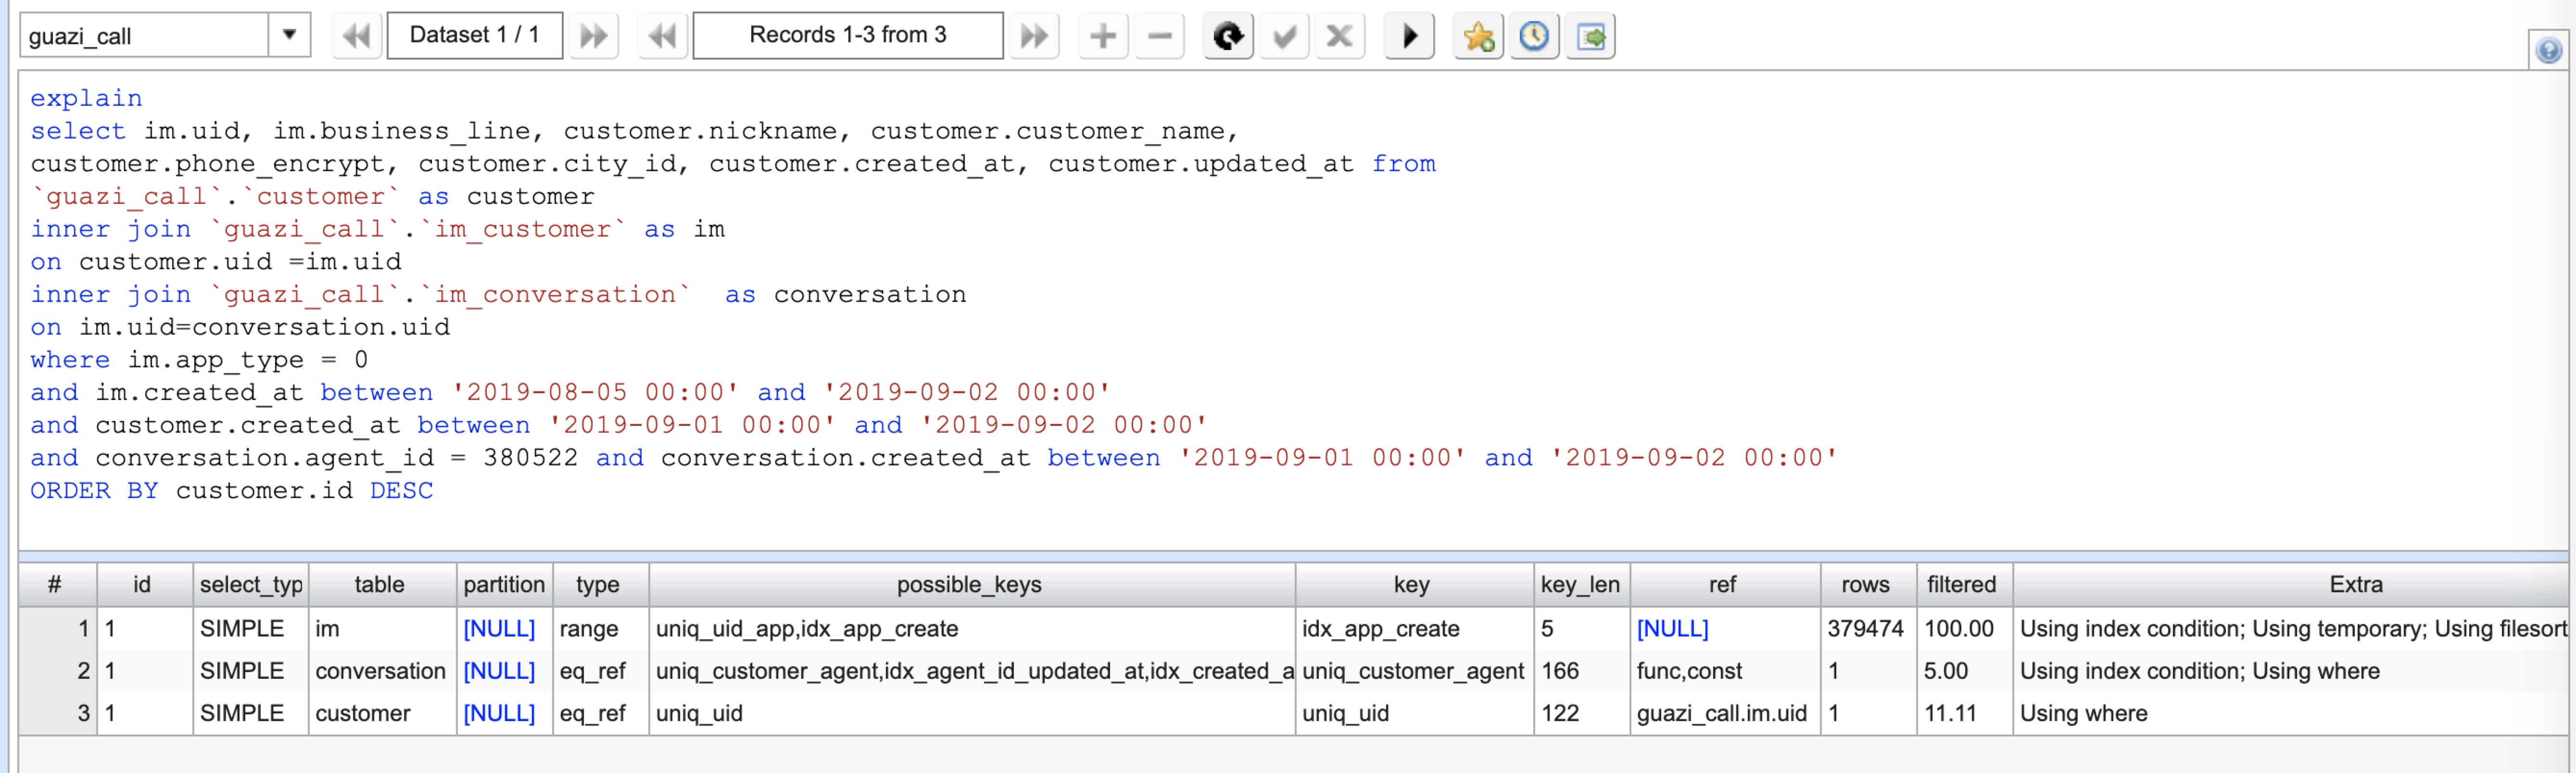 guazi_call Dataset 1 / 1 Records 1-3 from 3
explain
select im.uid, im.business_line, customer.nickname, customer.customer_name,
customer.phone_encrypt, customer.city_id, customer.created_at, customer.updated_at from
`guazi_call`.`customer` as customer
inner join `guazi_call`.`im_customer` as im
on customer.uid =im.uid
inner join `guazi_call`.`im_conversation`  as conversation
on im.uid=conversation.uid
where im.app_type = 0
and im.created_at between '2019-08-05 00:00' and '2019-09-02 00:00'
and customer.created_at between '2019-09-01 00:00' and '2019-09-02 00:00'
and conversation.agent_id = 380522 and conversation.created_at between '2019-09-01 00:00' and '2019-09-02 00:00'
ORDER BY customer.id DESC
# id select_typ table partition type possible_keys key key_len ref rows filtered Extra
1 1 SIMPLE im [NULL] range uniq_uid_app,idx_app_create idx_app_create 5 [NULL] 379474 100.00 Using index condition; Using temporary; Using filesort
2 1 SIMPLE conversation [NULL] eq_ref uniq_customer_agent,idx_agent_id_updated_at,idx_created_a uniq_customer_agent 166 func,const 1 5.00 Using index condition; Using where
3 1 SIMPLE customer [NULL] eq_ref uniq_uid uniq_uid 122 guazi_call.im.uid 1 11.11 Using where